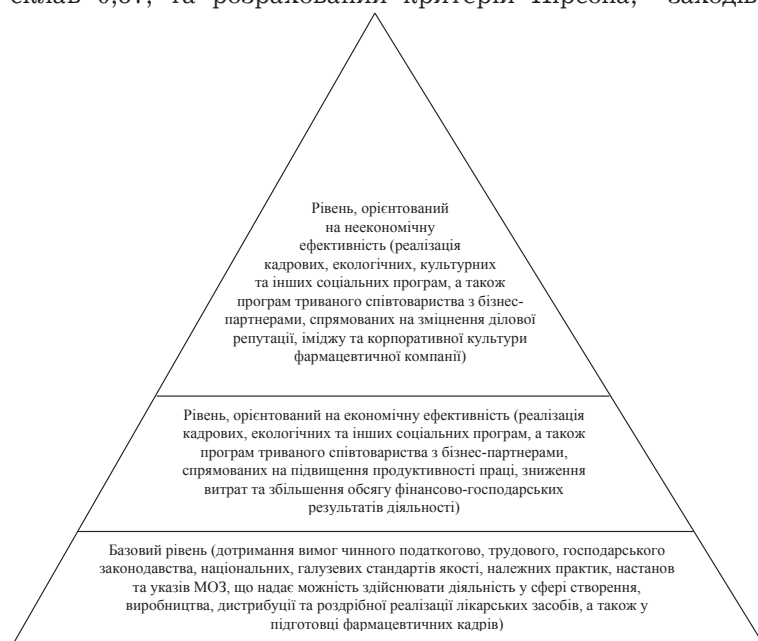 та розрахований критерій
заходів
Рівень, орієнтований
на неекономічну
ефективність (реалізація
кадрових, екологічних, культурних
та інших соціальних програм, а також
програм триваного співтовариства з бізнес-
партнерами, спрямованих на зміцнення ділової
репутації, іміджу та корпоративної культури
фармацевтичної компанії)
Рівень, орієнтований на економічну ефективність (реалізація
кадрових, екологічних та інших соціальних програм, а також
програм триваного співтовариства з бізнес-партнерами,
спрямованих на підвищення продуктивності праці, зниження
витрат та збільшення обсягу фінансово-господарських
результатів діяльності)
Базовий рівень (дотримання вимог чинного податкового, трудового, господарського
законодавства, національних, галузевих стандартів якості, належних практик, настанов
та указів МОЗ, що надає можність здійснювати діяльність у сфері створення,
виробництва, дистрибуції та роздрібної реалізації лікарських засобів, а також у
підготовці фармацевтичних кадрів)